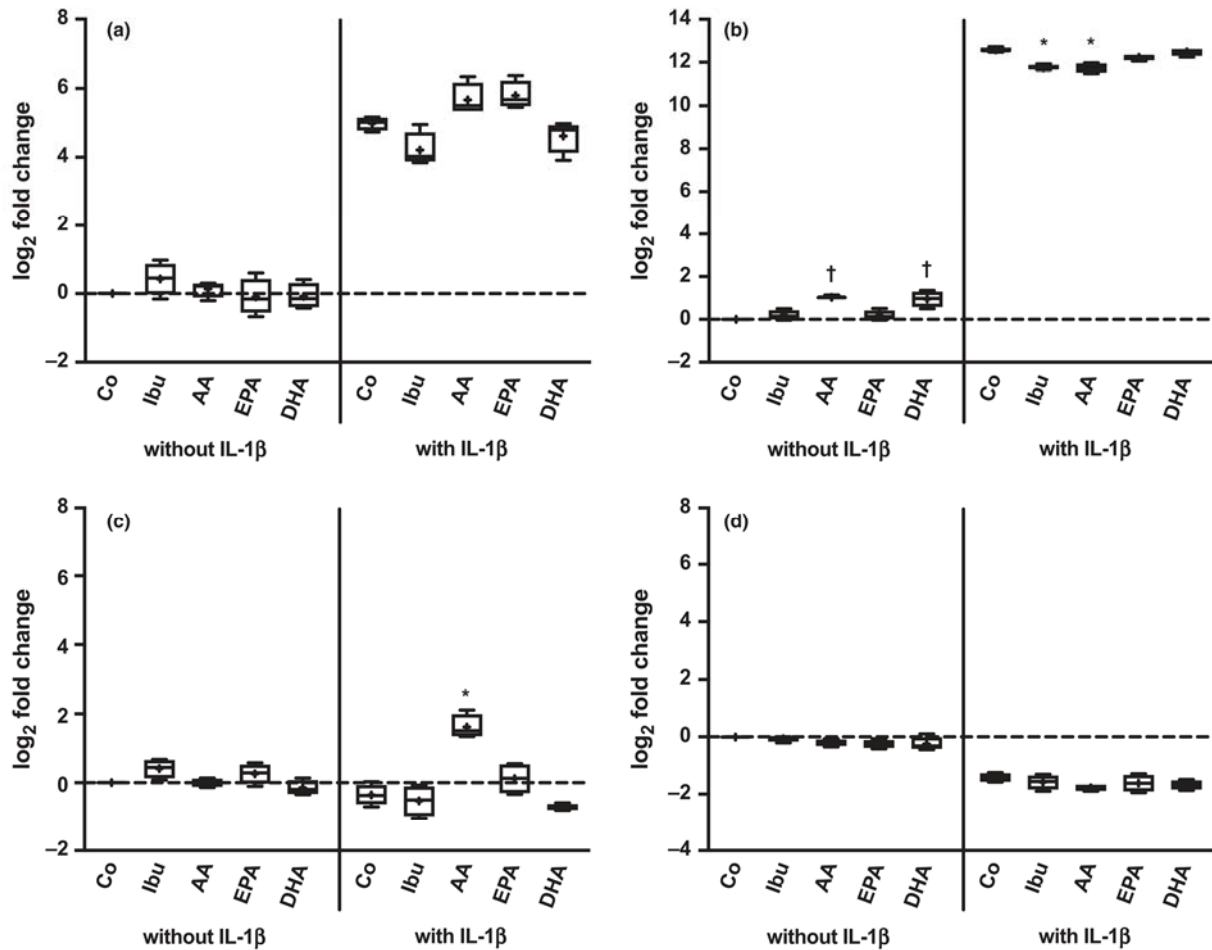 (a)
log₂ fold change
8
6
4
2
0
–2
Co Ibu AA EPA DHA Co Ibu AA EPA DHA
without IL-1β with IL-1β
(b)
log₂ fold change
14
12
10
8
6
4
2
0
–2
* *
† †
Co Ibu AA EPA DHA Co Ibu AA EPA DHA
without IL-1β with IL-1β
(c)
log₂ fold change
8
6
4
2
0
–2
*
Co Ibu AA EPA DHA Co Ibu AA EPA DHA
without IL-1β with IL-1β
(d)
log₂ fold change
8
6
4
2
0
–2
–4
Co Ibu AA EPA DHA Co Ibu AA EPA DHA
without IL-1β with IL-1β